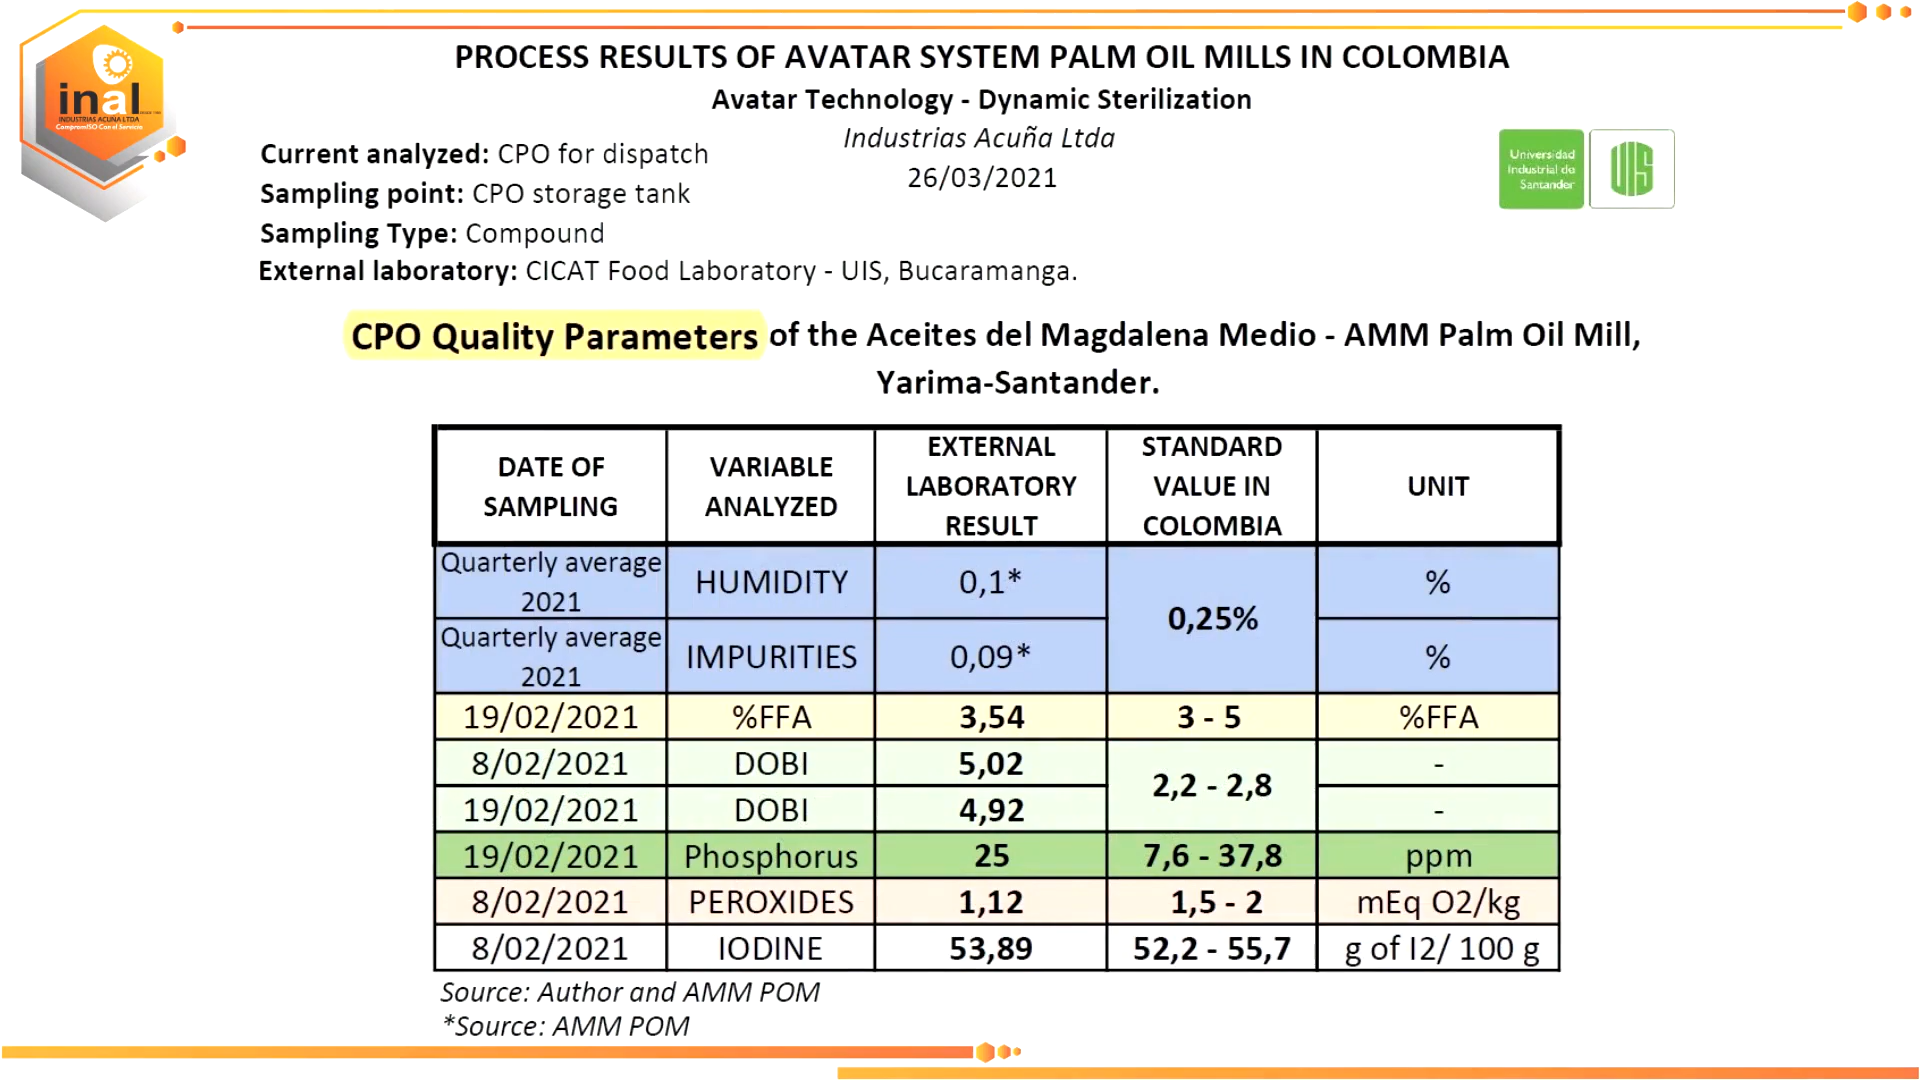 PROCESS RESULTS OF AVATAR SYSTEM PALM OIL MILLS IN COLOMBIA
Avatar Technology - Dynamic Sterilization
Industrias Acuña Ltda
26/03/2021
inal
INDUSTRIAS ACUÑA LTDA
CompromISO Con el Servicio
Current analyzed: CPO for dispatch
Sampling point: CPO storage tank
Sampling Type: Compound
External laboratory: CICAT Food Laboratory - UIS, Bucaramanga.
Universidad
Industrial de
Santander
UIS
CPO Quality Parameters of the Aceites del Magdalena Medio - AMM Palm Oil Mill,
Yarima-Santander.
DATE OF SAMPLING VARIABLE ANALYZED EXTERNAL LABORATORY RESULT STANDARD VALUE IN COLOMBIA UNIT
Quarterly average 2021 HUMIDITY 0,1* 0,25% %
Quarterly average 2021 IMPURITIES 0,09* %
19/02/2021 %FFA 3,54 3 - 5 %FFA
8/02/2021 DOBI 5,02 2,2 - 2,8 -
19/02/2021 DOBI 4,92 -
19/02/2021 Phosphorus 25 7,6 - 37,8 ppm
8/02/2021 PEROXIDES 1,12 1,5 - 2 mEq O2/kg
8/02/2021 IODINE 53,89 52,2 - 55,7 g of I2/ 100 g
Source: Author and AMM POM
*Source: AMM POM